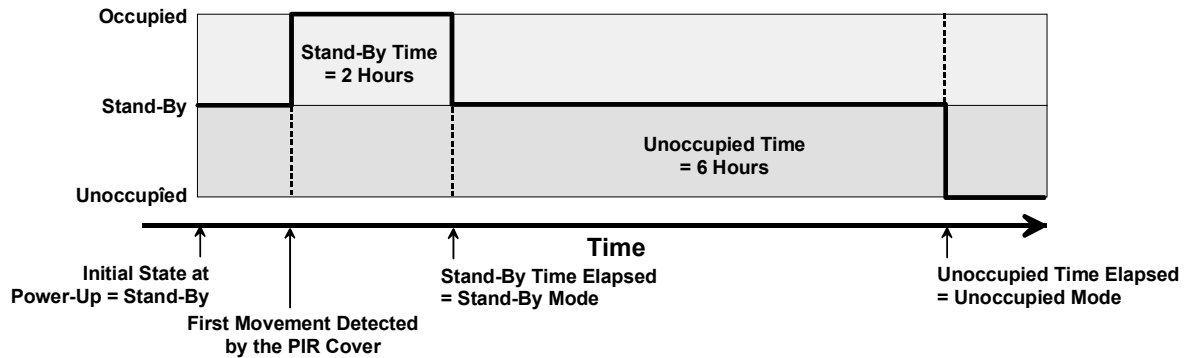 Occupied
Stand-By Time
= 2 Hours
Stand-By
Unoccupied Time
= 6 Hours
Unoccupîed
Time
Initial State at
Power-Up = Stand-By
First Movement Detected
by the PIR Cover
Stand-By Time Elapsed
= Stand-By Mode
Unoccupied Time Elapsed
= Unoccupied Mode